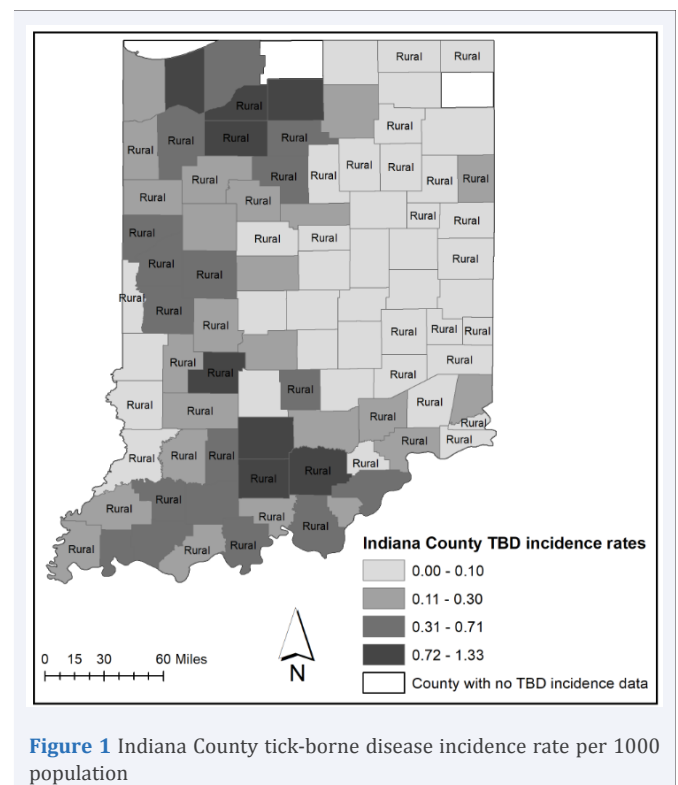 Rural Rural
Rural
Rural
Rural Rural Rural
Rural
Rural Rural
Rural Rural Rural Rural Rural
Rural Rural
Rural Rural
Rural Rural Rural
Rural Rural Rural
Rural
Rural Rural
Rural Rural Rural
Rural Rural Rural Rural
Rural
Rural Rural Rural
Rural Rural
Rural Rural
Rural Rural Rural Rural
Rural Rural
Rural
Rural Rural
Rural
Rural Rural Rural
Indiana County TBD incidence rates
0.00 - 0.10
0.11 - 0.30
0.31 - 0.71
0.72 - 1.33
County with no TBD incidence data
0 15 30 60 Miles
N
Figure 1 Indiana County tick-borne disease incidence rate per 1000
population